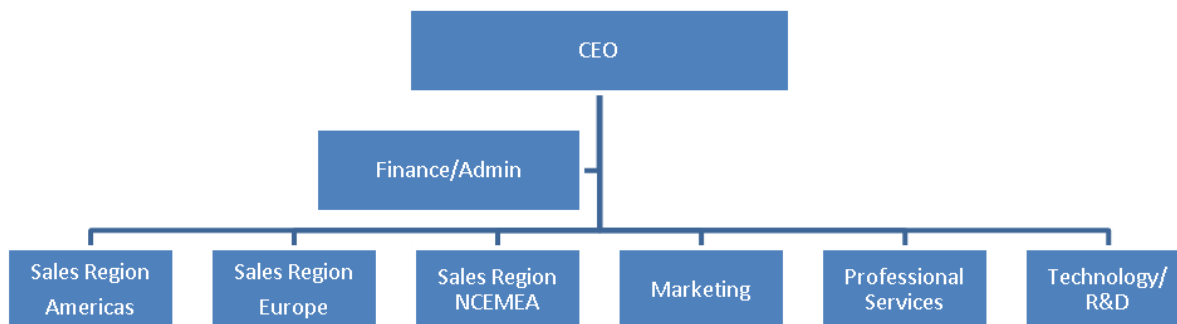 CEO
Finance/Admin
Sales Region
Americas
Sales Region
Europe
Sales Region
NCEMEA
Marketing
Professional
Services
Technology/
R&D